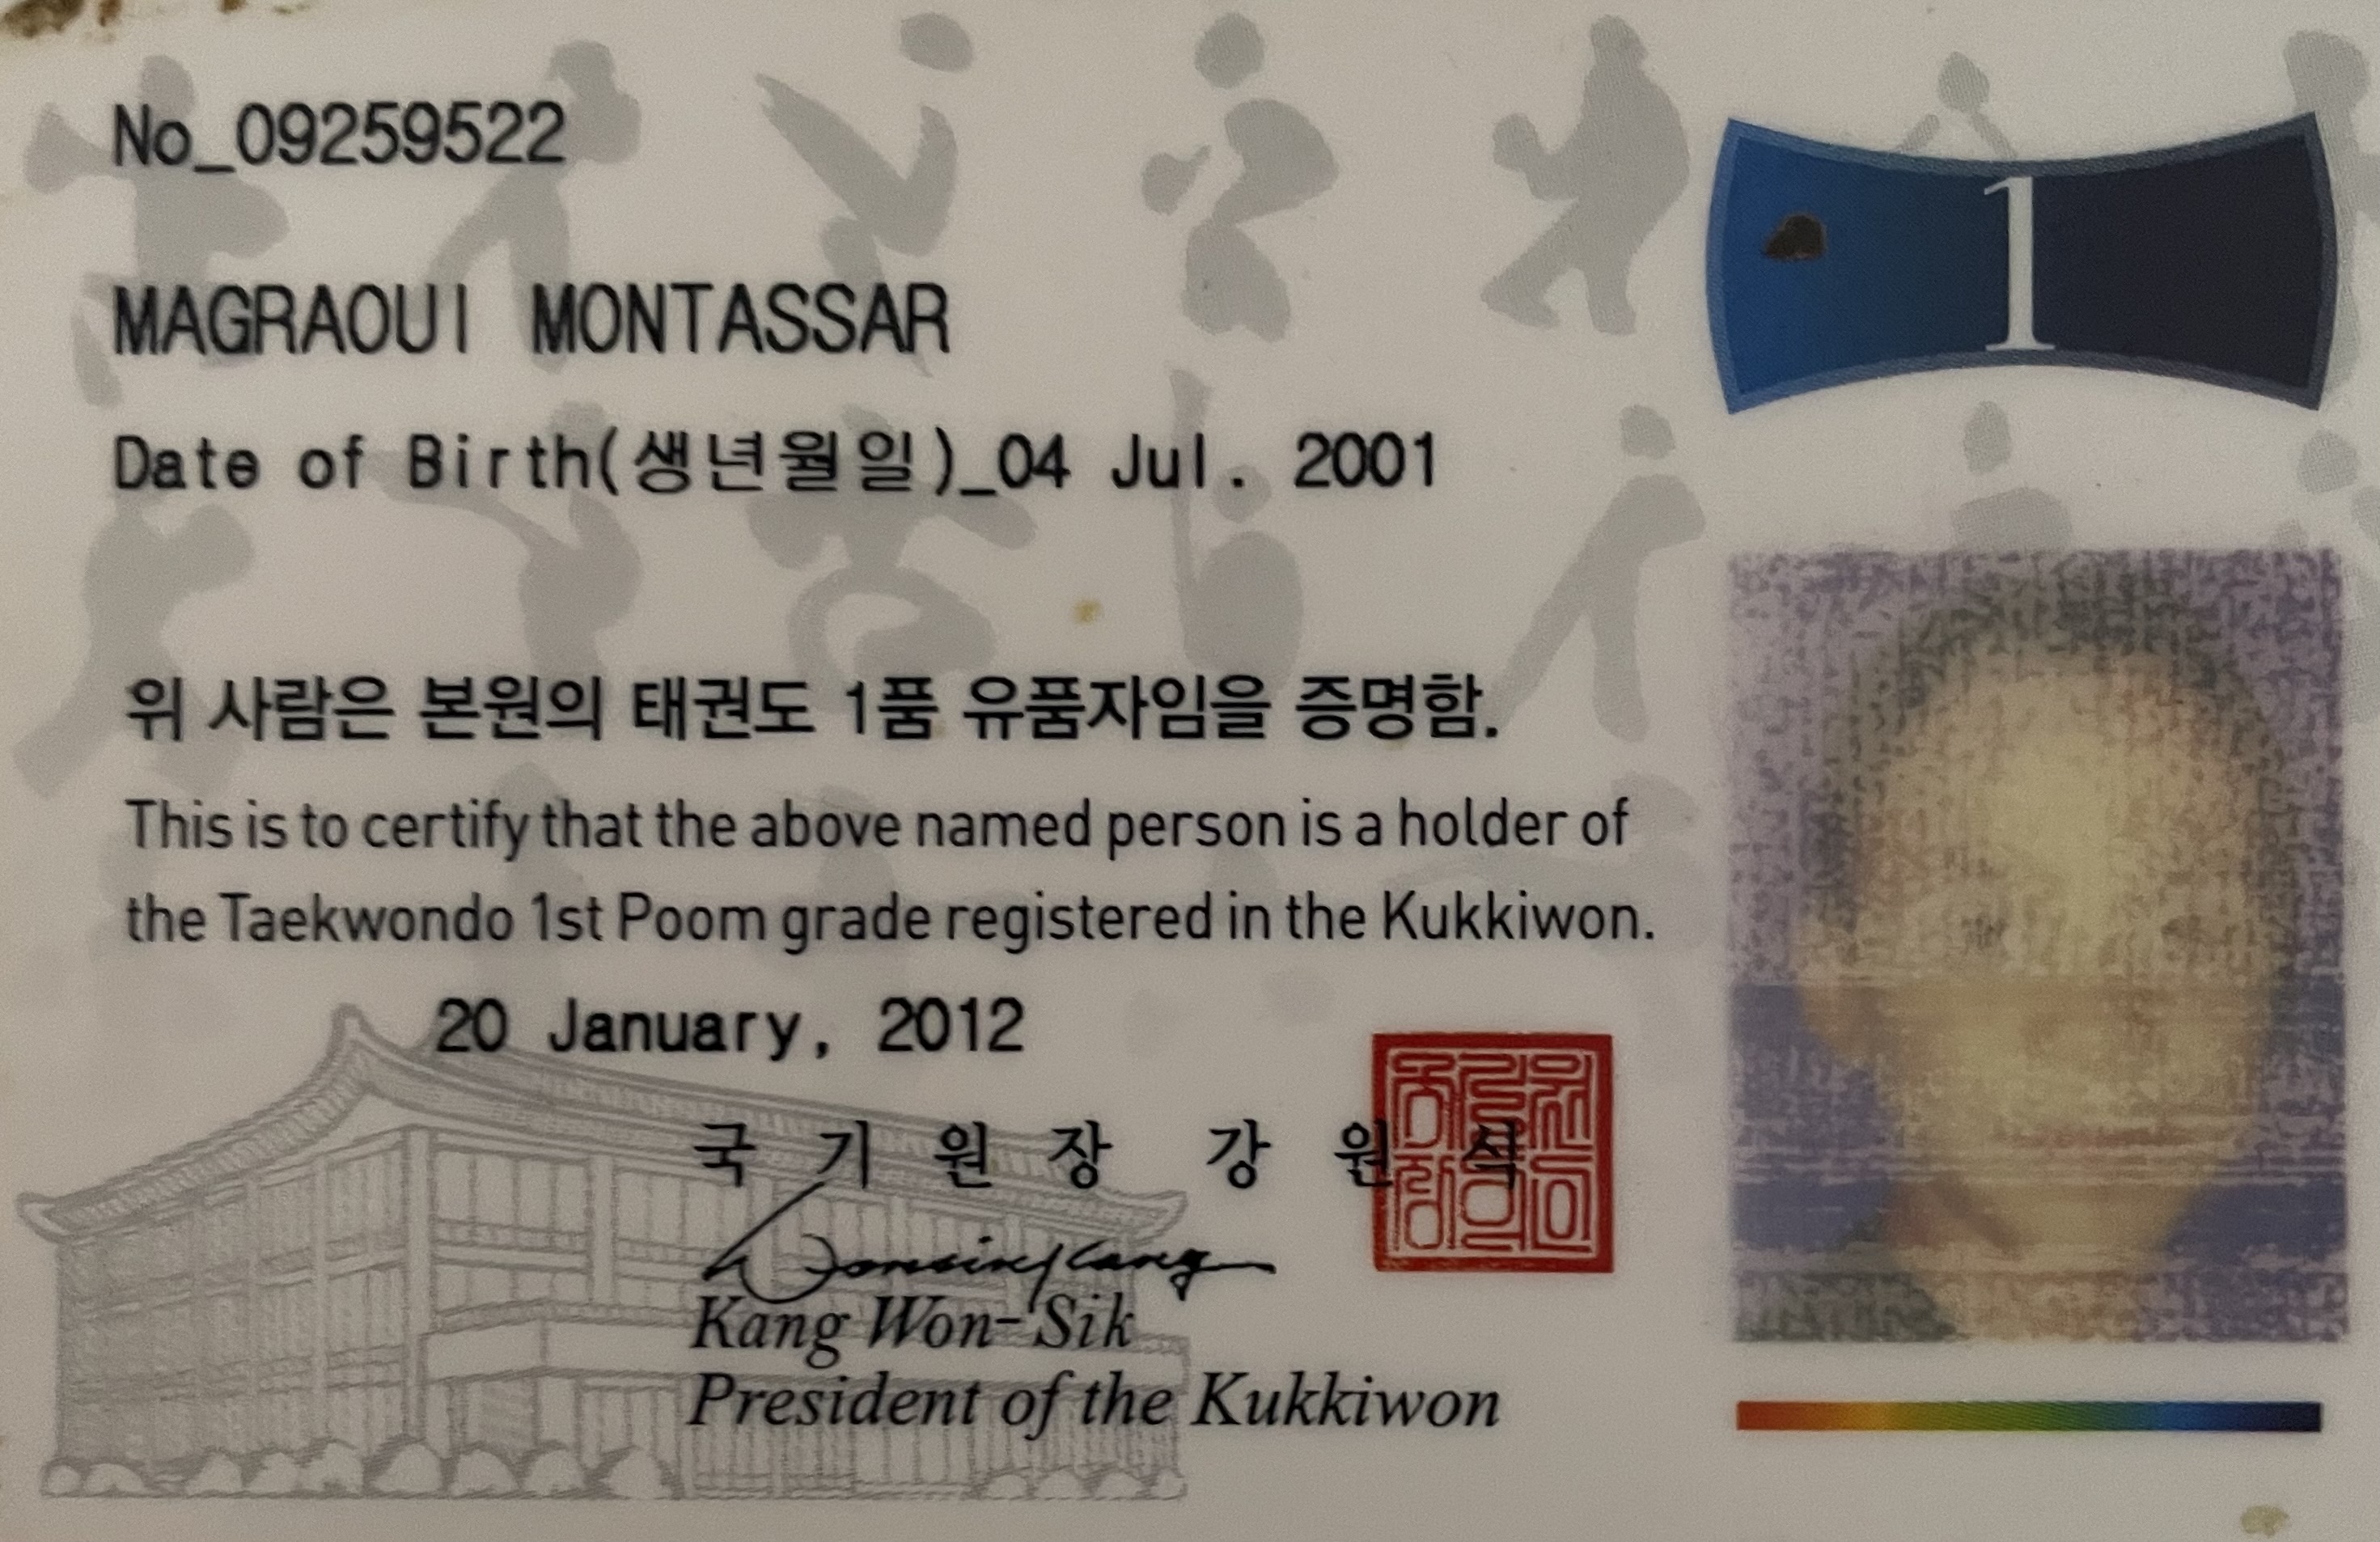 No_09259522
1
MAGRAOUI MONTASSAR
Date of Birth(생년월일)_04 Jul. 2001
위 사람은 본원의 태권도 1품 유품자임을 증명함.
This is to certify that the above named person is a holder of
the Taekwondo 1st Poom grade registered in the Kukkiwon.
20 January, 2012
국 기 원 장 강 원 식
Kang Won-Sik
President of the Kukkiwon